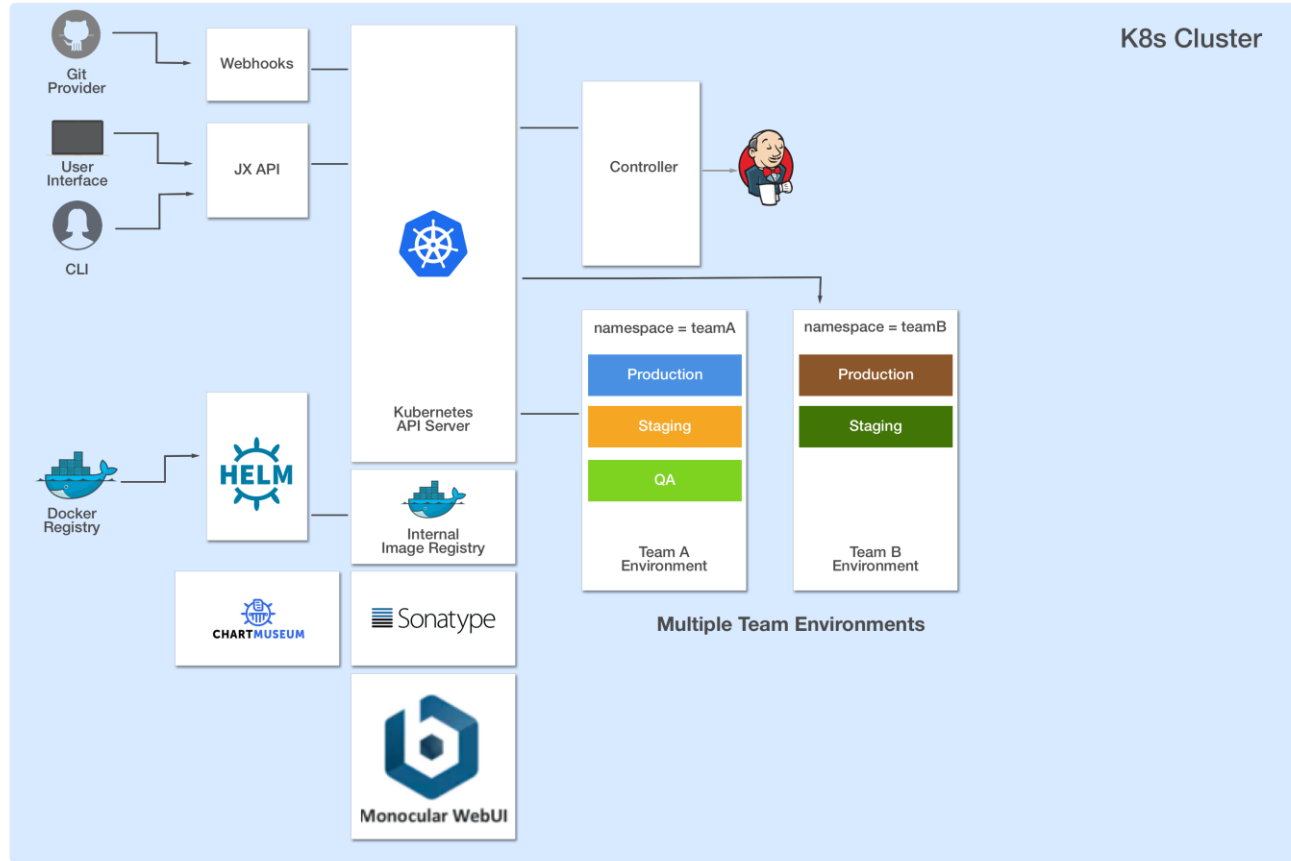 K8s Cluster
Git
Provider
Webhooks
User
Interface
JX API
CLI
Controller
Kubernetes
API Server
namespace = teamA
Production
Staging
QA
Team A
Environment
namespace = teamB
Production
Staging
Team B
Environment
Multiple Team Environments
Docker
Registry
HELM
Internal
Image Registry
CHARTMUSEUM
Sonatype
Monocular WebUI